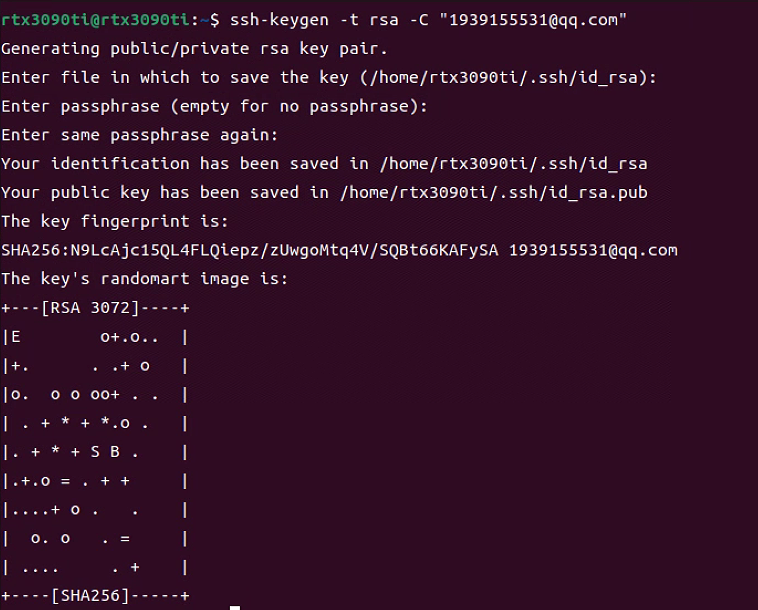 rtx3090ti@rtx3090ti:~$ ssh-keygen -t rsa -C "1939155531@qq.com"
Generating public/private rsa key pair.
Enter file in which to save the key (/home/rtx3090ti/.ssh/id_rsa):
Enter passphrase (empty for no passphrase):
Enter same passphrase again:
Your identification has been saved in /home/rtx3090ti/.ssh/id_rsa
Your public key has been saved in /home/rtx3090ti/.ssh/id_rsa.pub
The key fingerprint is:
SHA256:N9LcAjc15QL4FLQiepz/zUwgoMtq4V/SQBt66KAFySA 1939155531@qq.com
The key's randomart image is:
+---[RSA 3072]----+
|E        o+.o..  |
|+.      . .+ o   |
|o.  o o oo+ . .  |
| . + * + *.o .   |
|. + * + S B .    |
|.+.o = . + +     |
|....+ o .   .    |
|  o. o   . =     |
| ....     . +    |
+----[SHA256]-----+